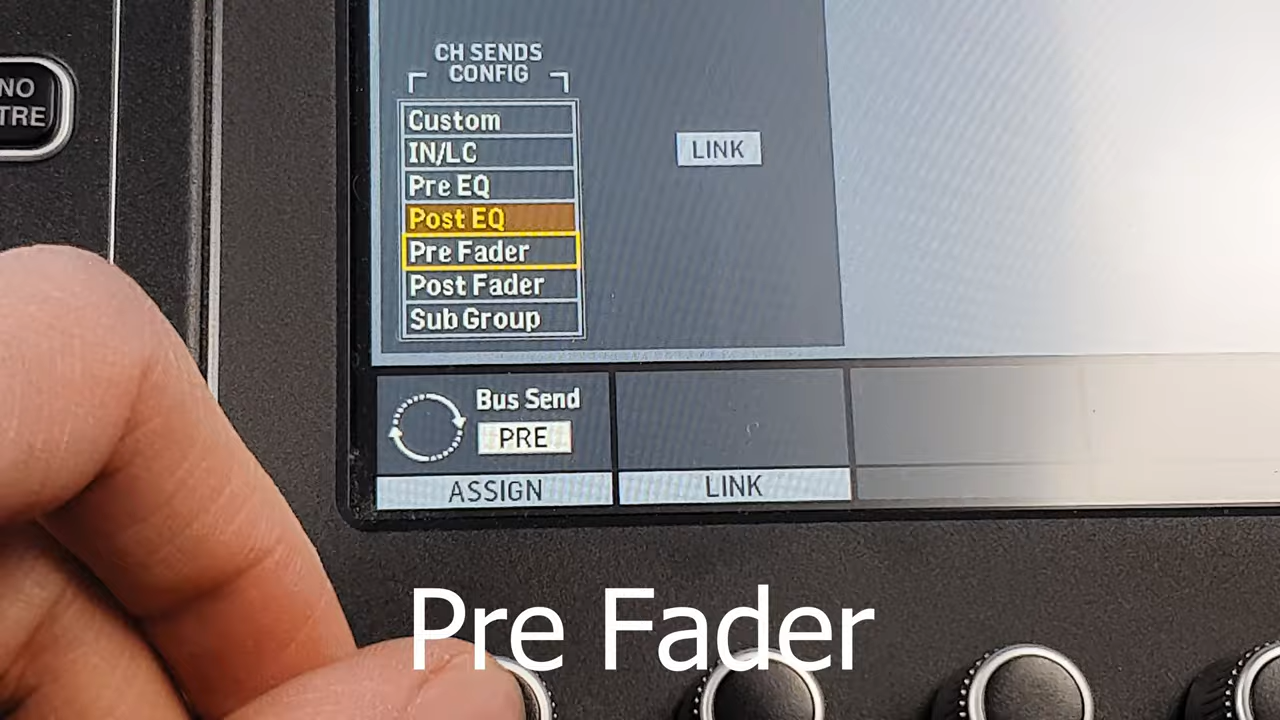 NO
TRE
CH SENDS
CONFIG
Custom
IN/LC
Pre EQ
Post EQ
Pre Fader
Post Fader
Sub Group
LINK
Bus Send
PRE
ASSIGN
LINK
Pre Fader